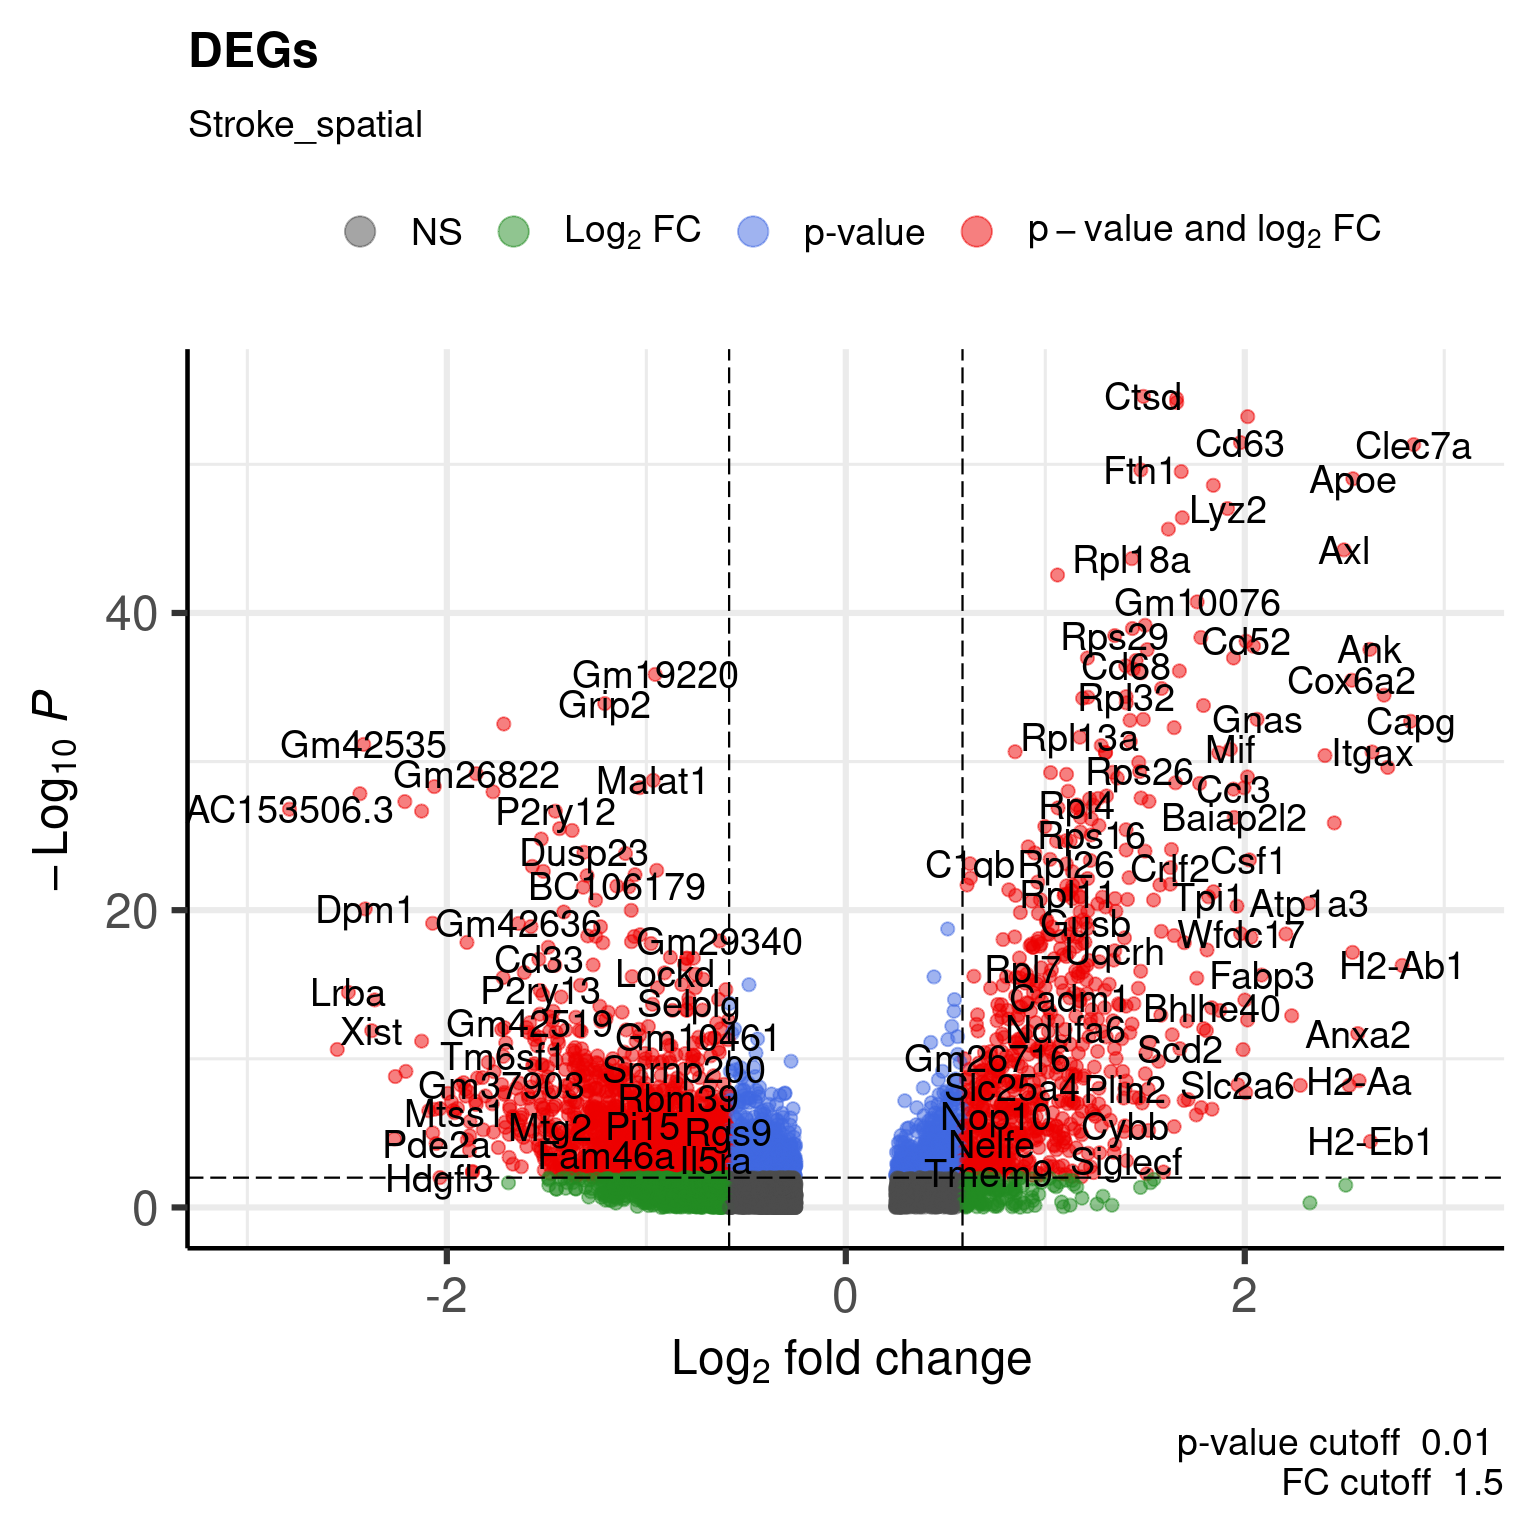 DEGs
Stroke_spatial
NS Log2 FC p-value p – value and log2 FC
Ctsd
Cd63 Clec7a
Fth1 Apoe
Lyz2
Rpl18a Axl
40 Gm10076
Rps29 Cd52 Ank
Gm19220 Cd68 Cox6a2
Grip2 Rpl32
Gnas Capg
Gm42535 Rpl13a Mif Itgax
Gm26822 Malat1 Rps26 Ccl3
AC153506.3 P2ry12 Rpl4 Baiap2l2
Dusp23 Rps16
C1qb Rpl26 Crlf2 Csf1
BC106179 Rpl11 Tpi1
20 Dpm1 Atp1a3
Gm42636 Gm29340 Gusb Wfdc17
Cd33 Lockd Rpl7 Uqcrh Fabp3 H2-Ab1
Lrba P2ry13 Selplg Cadm1 Bhlhe40
Xist Gm42519 Gm10461 Ndufa6 Anxa2
Tm6sf1 Snrnp200 Gm26716 Scd2
Gm37903 Rbm39 Slc25a4 Plin2 Slc2a6 H2-Aa
Mtss1 Mtg2 Pi15 Rgs9 Nop10 Cybb
Pde2a Fam46a Il5ra Nelfe H2-Eb1
Hdgfl3 Tmem9 Siglecf
0
-2 0 2
–Log10 P
Log2 fold change
p-value cutoff 0.01
FC cutoff 1.5